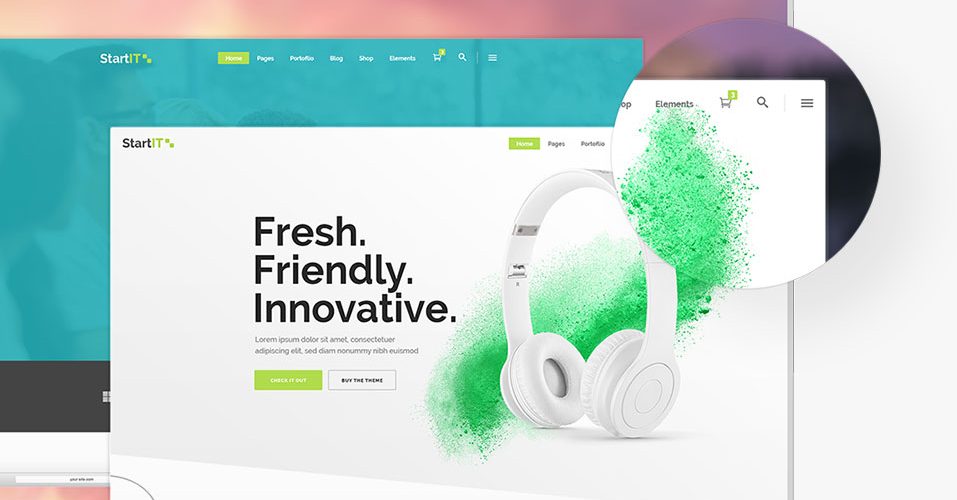 StartIT
Home Pages Portoflio Blog Shop Elements 3
op Elements 3
StartIT
Home Pages Portoflio
R
Fresh.
Friendly.
Innovative.
Lorem ipsum dolor sit amet, consectetuer
adipiscing elit, sed diam nonummy nibh euismod
CHECK IT OUT BUY THE THEME
your site.com